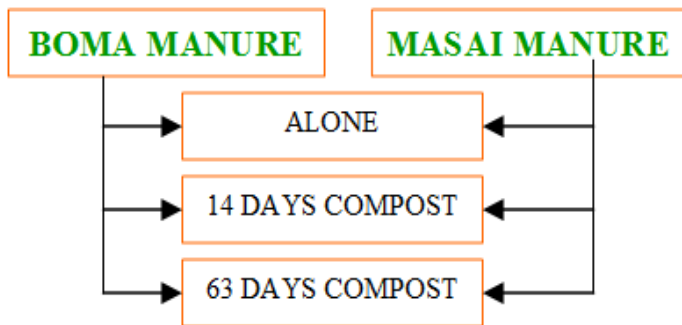 BOMA MANURE
MASAI MANURE
ALONE
14 DAYS COMPOST
63 DAYS COMPOST